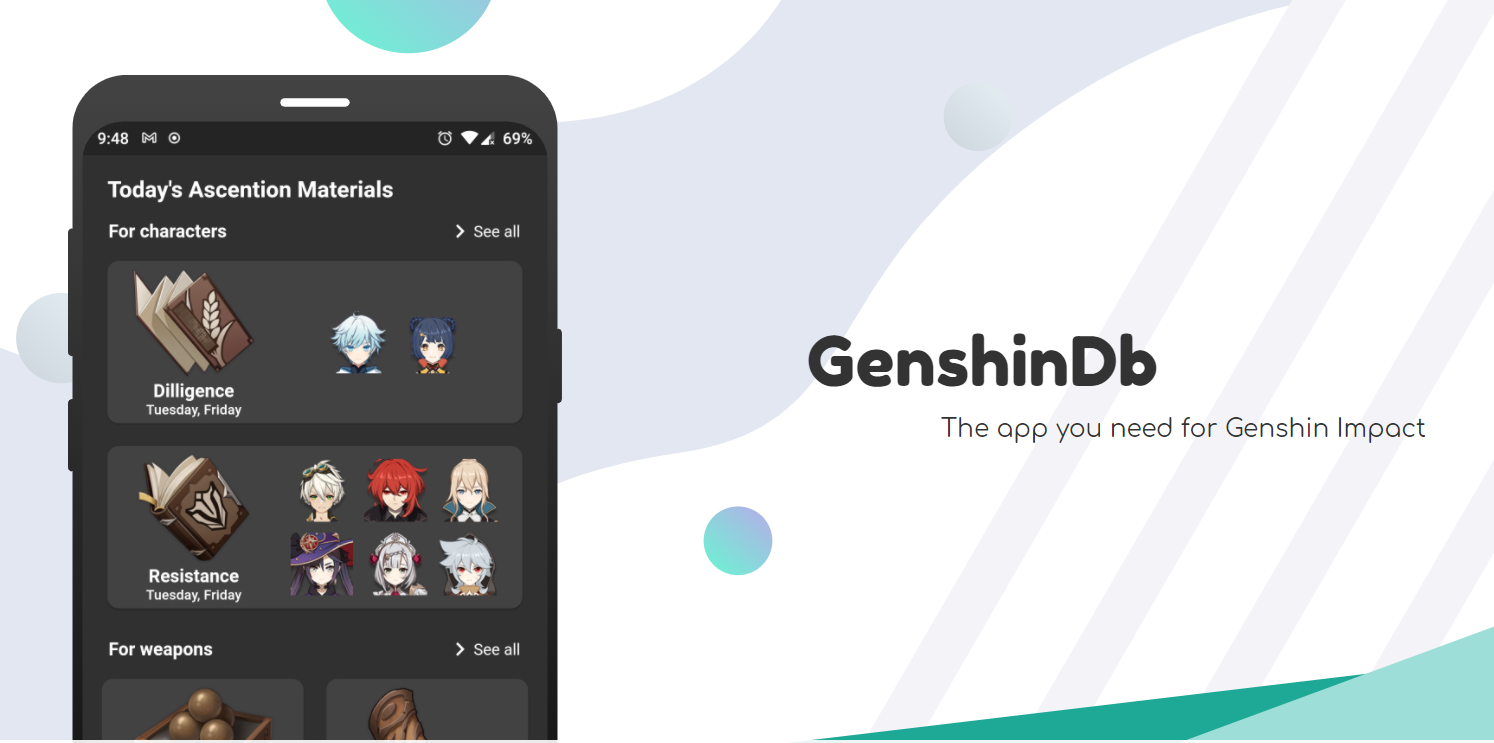 9:48
69%
Today's Ascention Materials
For characters
See all
Dilligence
Tuesday, Friday
Resistance
Tuesday, Friday
For weapons
See all
GenshinDb
The app you need for Genshin Impact